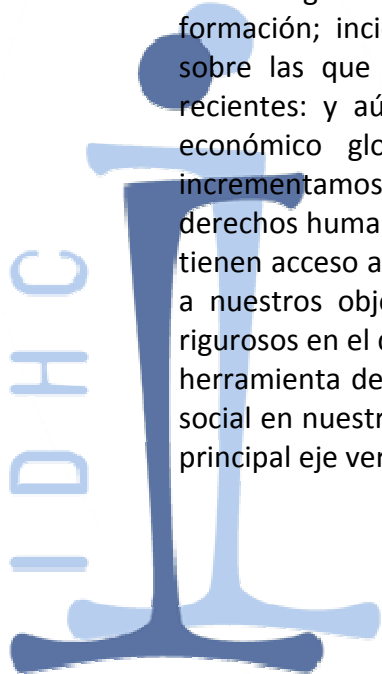 formación; inci
sobre las que
recientes: y aú
económico glo
incrementamos
derechos huma
tienen acceso a
a nuestros obj
rigurosos en el
herramienta de
social en nuestr
principal eje ver
IDHC